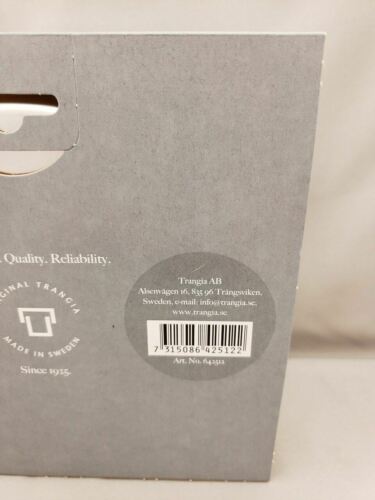 . Quality. Reliability.
GINAL TRANGIA
MADE IN SWEDEN
Since 1925.
Trangia AB
Alsenvägen 16, 835 96 Trångsviken,
Sweden, e-mail: info@trangia.se.
www.trangia.se
7 315086 425122
Art. No. 642512